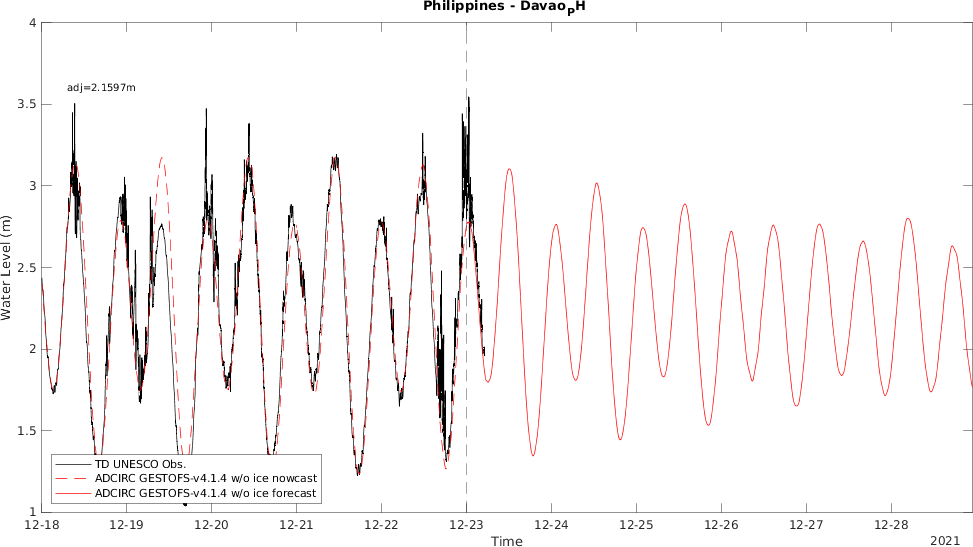 Philippines - DavaoPH
adj=2.1597m
4
3.5
3
2.5
2
1.5
1
Water Level (m)
TD UNESCO Obs.
ADCIRC GESTOFS-v4.1.4 w/o ice nowcast
ADCIRC GESTOFS-v4.1.4 w/o ice forecast
12-18 12-19 12-20 12-21 12-22 12-23 12-24 12-25 12-26 12-27 12-28
Time
2021